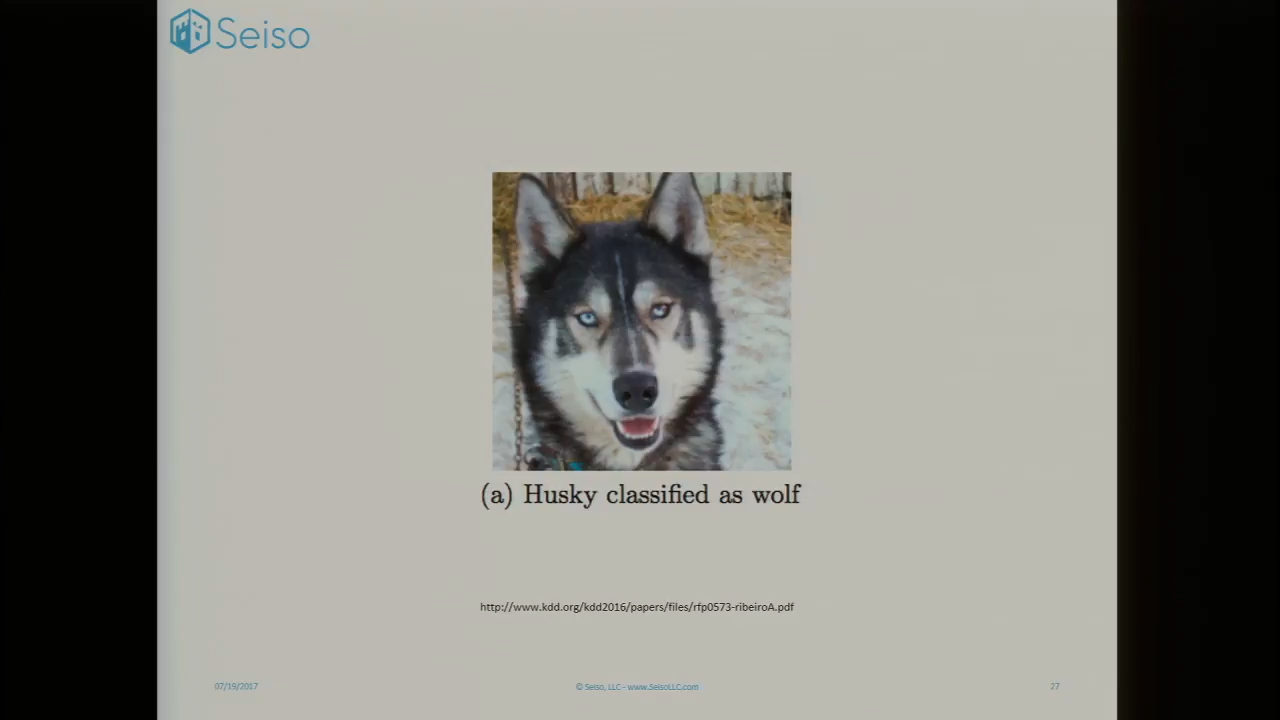 Seiso
(a) Husky classified as wolf
http://www.kdd.org/kdd2016/papers/files/rfp0573-ribeiroA.pdf
07/19/2017
© Seiso, LLC - www.SeisoLLC.com
27